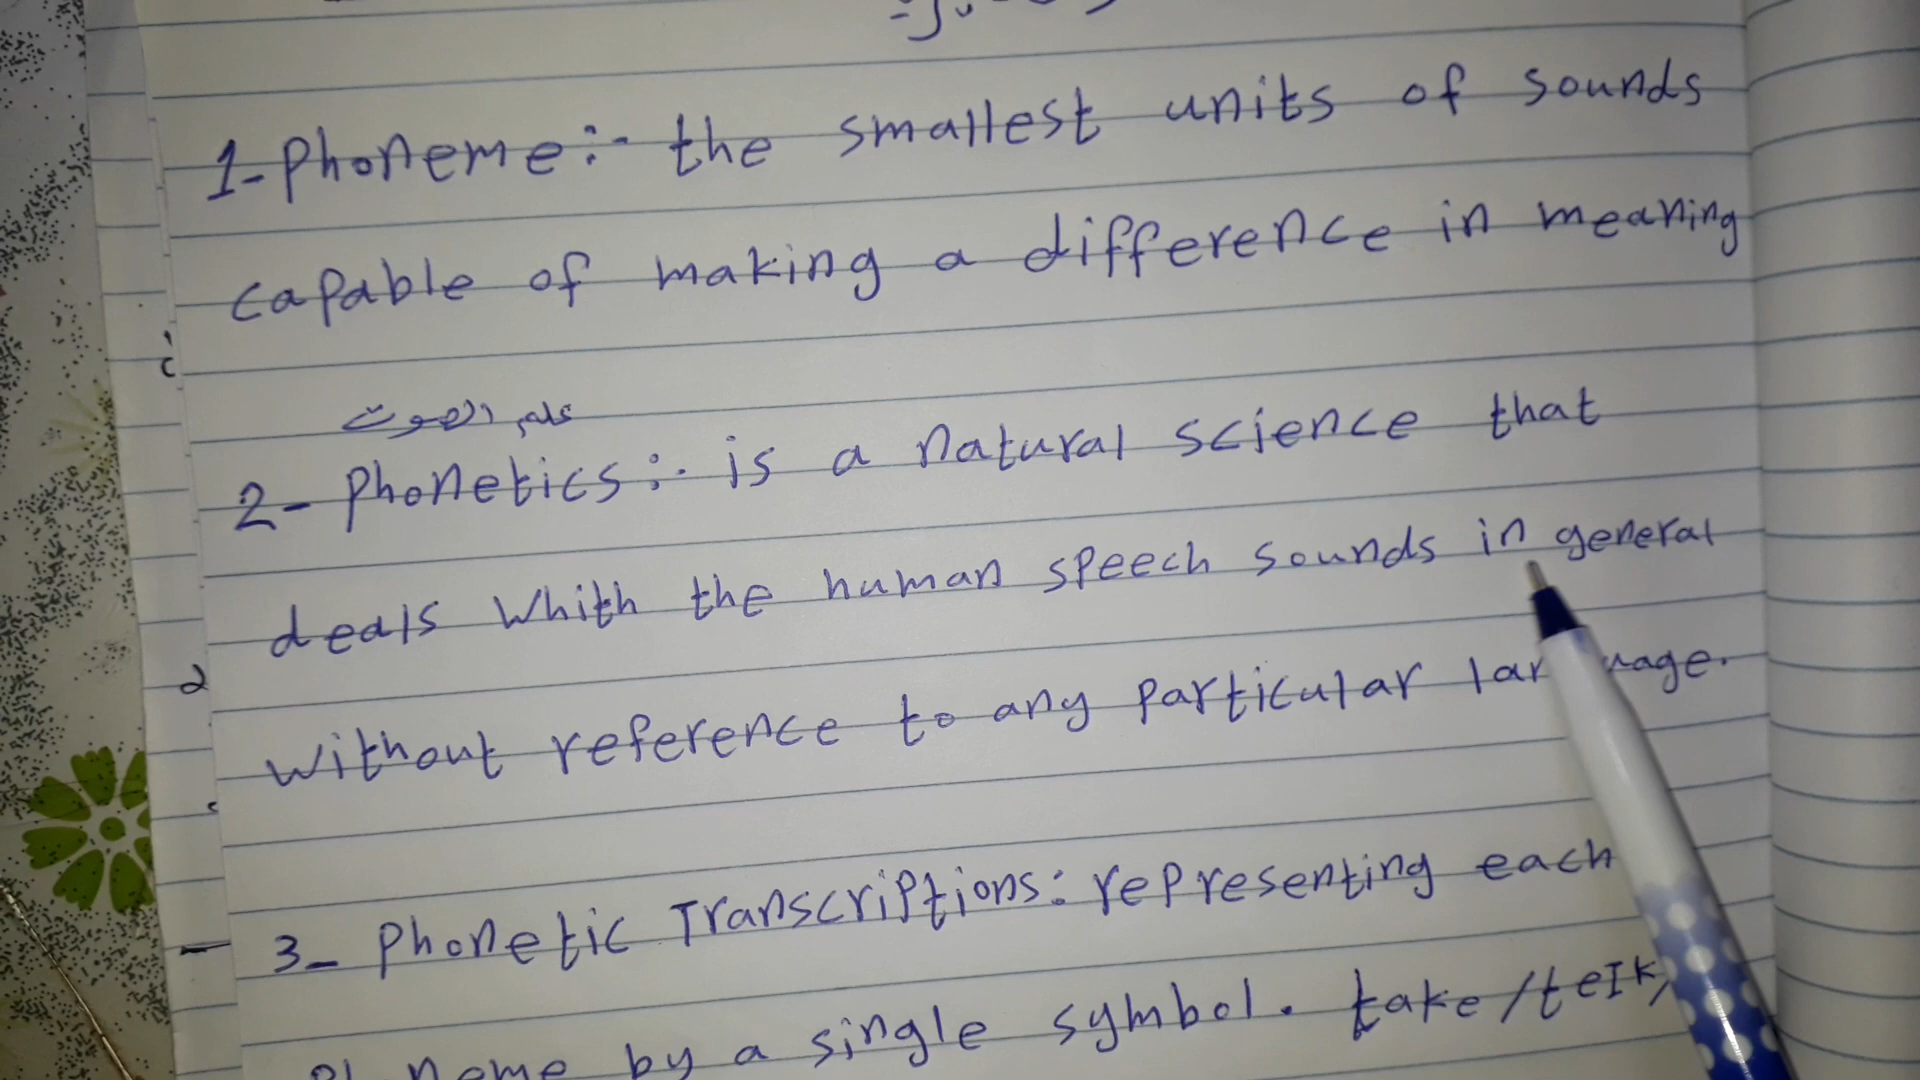 1- Phoneme:- the smallest units of sounds
capable of making a difference in meaning
علم الصوت
2- Phonetics:- is a natural science that
deals Whith the human speech sounds in general
without reference to any particular
3- Phonetic Transcriptions: representing each
by a single symbol. take /teIk/